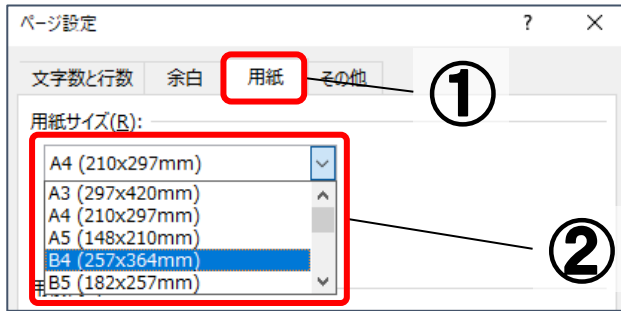 ページ設定 ? ×
文字数と行数 余白 用紙 その他
①
用紙サイズ(R):
A4 (210x297mm)
A3 (297x420mm)
A4 (210x297mm)
A5 (148x210mm)
B4 (257x364mm)
B5 (182x257mm)
②